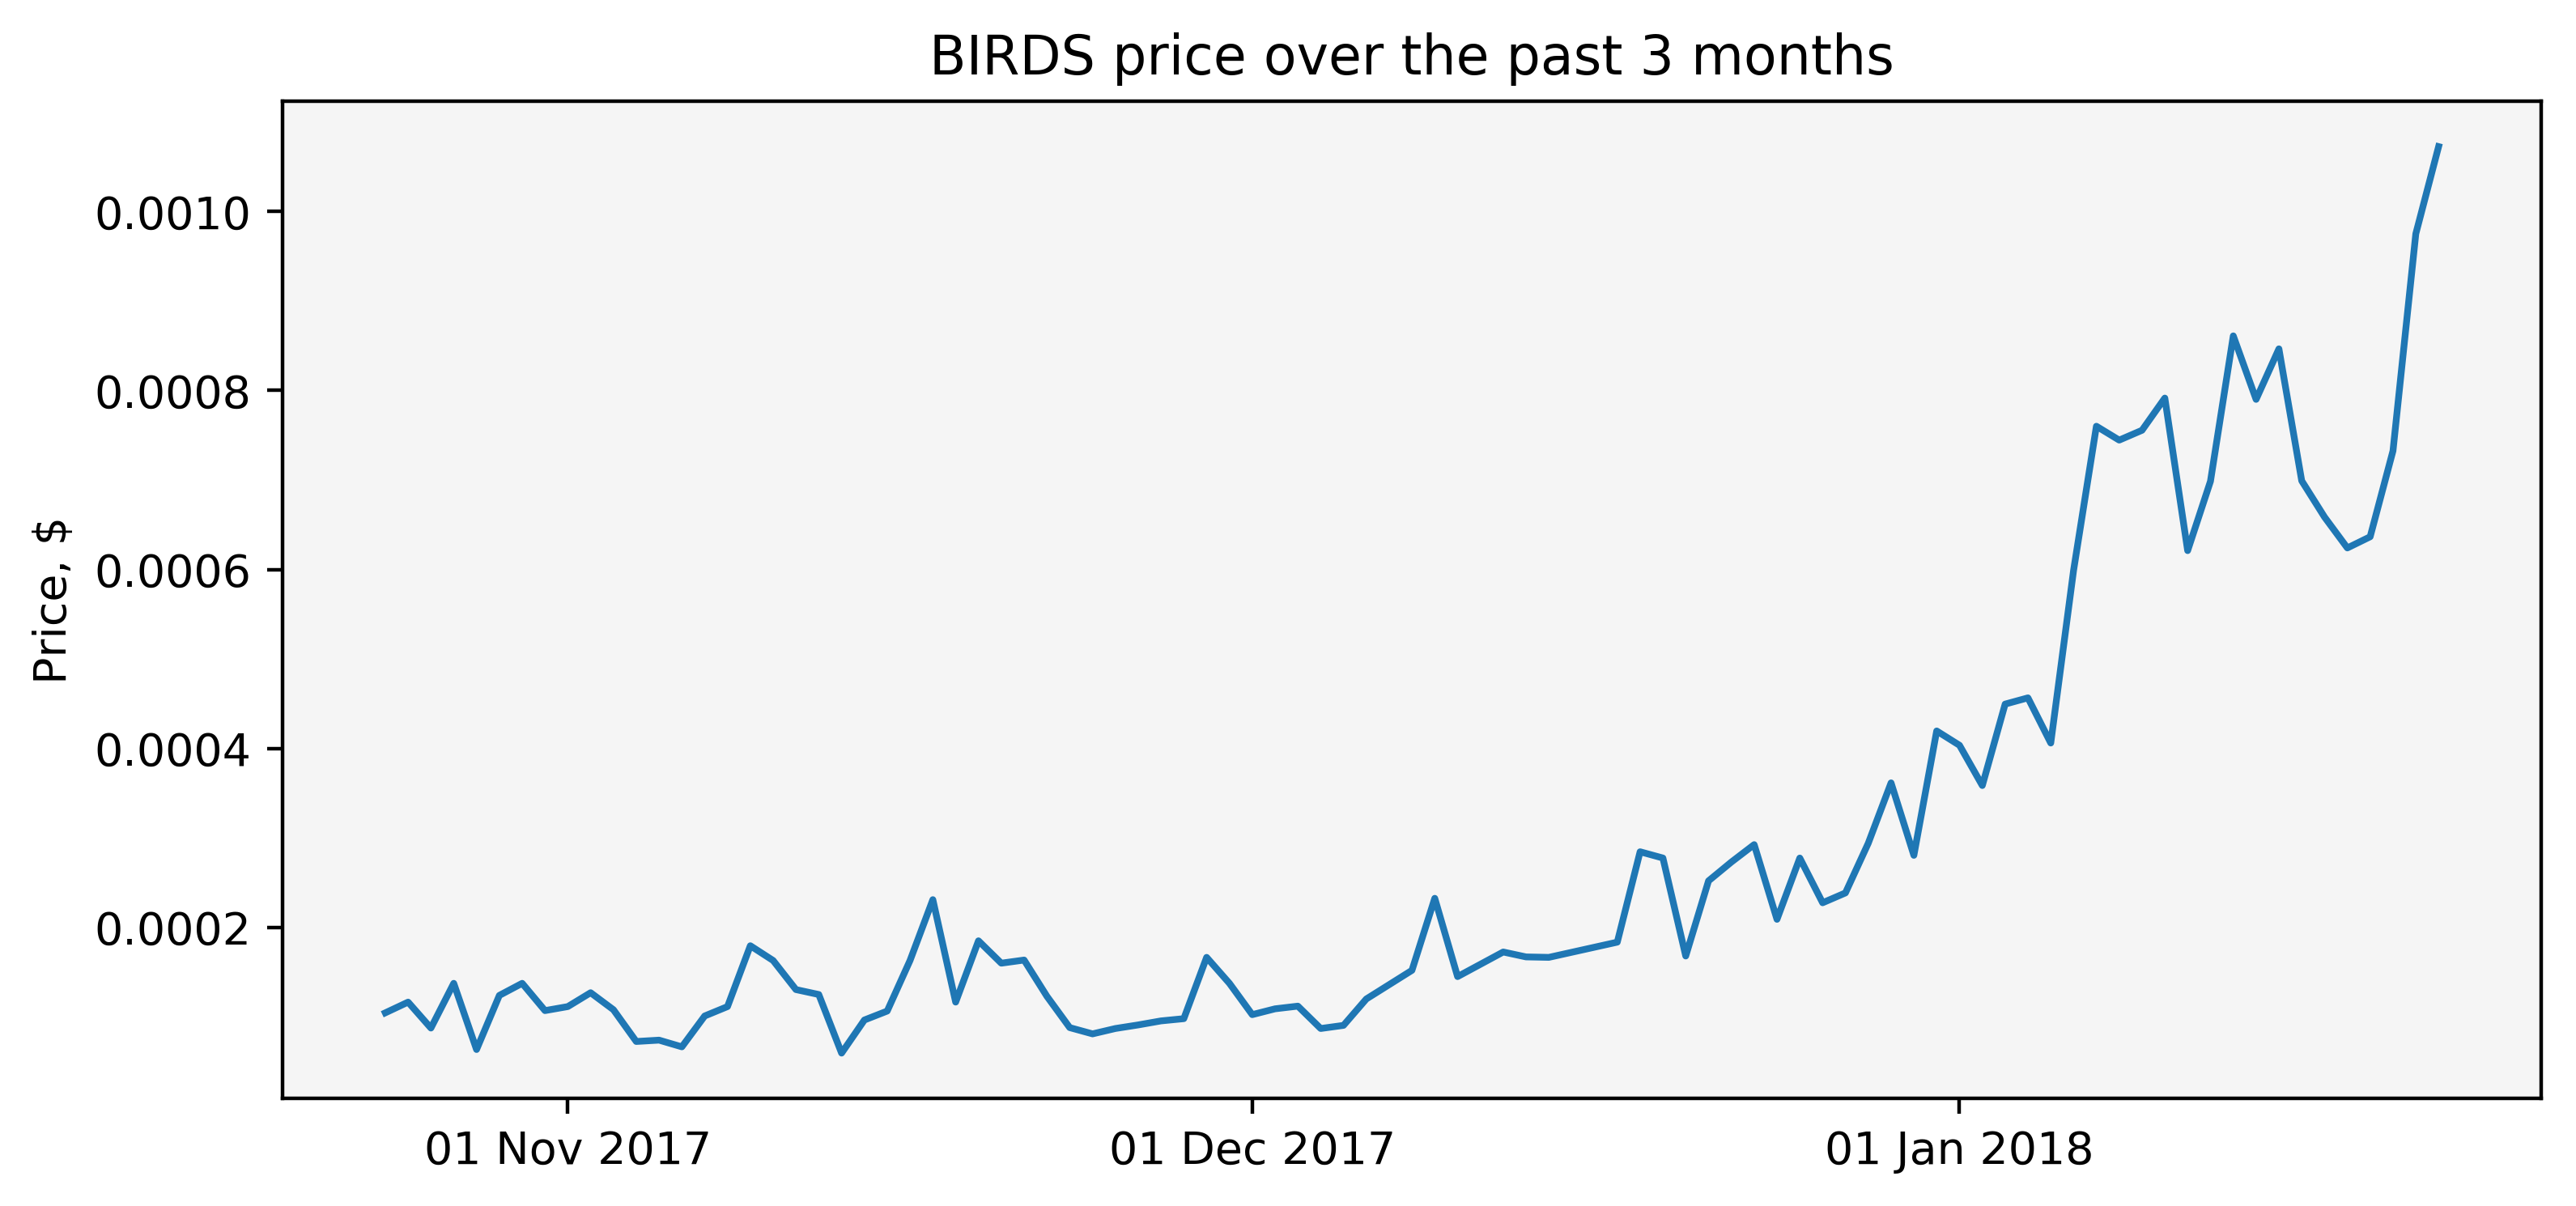 BIRDS price over the past 3 months
Price, $
0.0010
0.0008
0.0006
0.0004
0.0002
01 Nov 2017
01 Dec 2017
01 Jan 2018